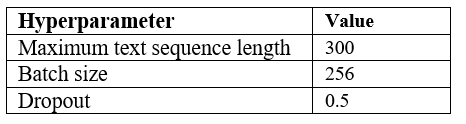 Hyperparameter Value
Maximum text sequence length 300
Batch size 256
Dropout 0.5